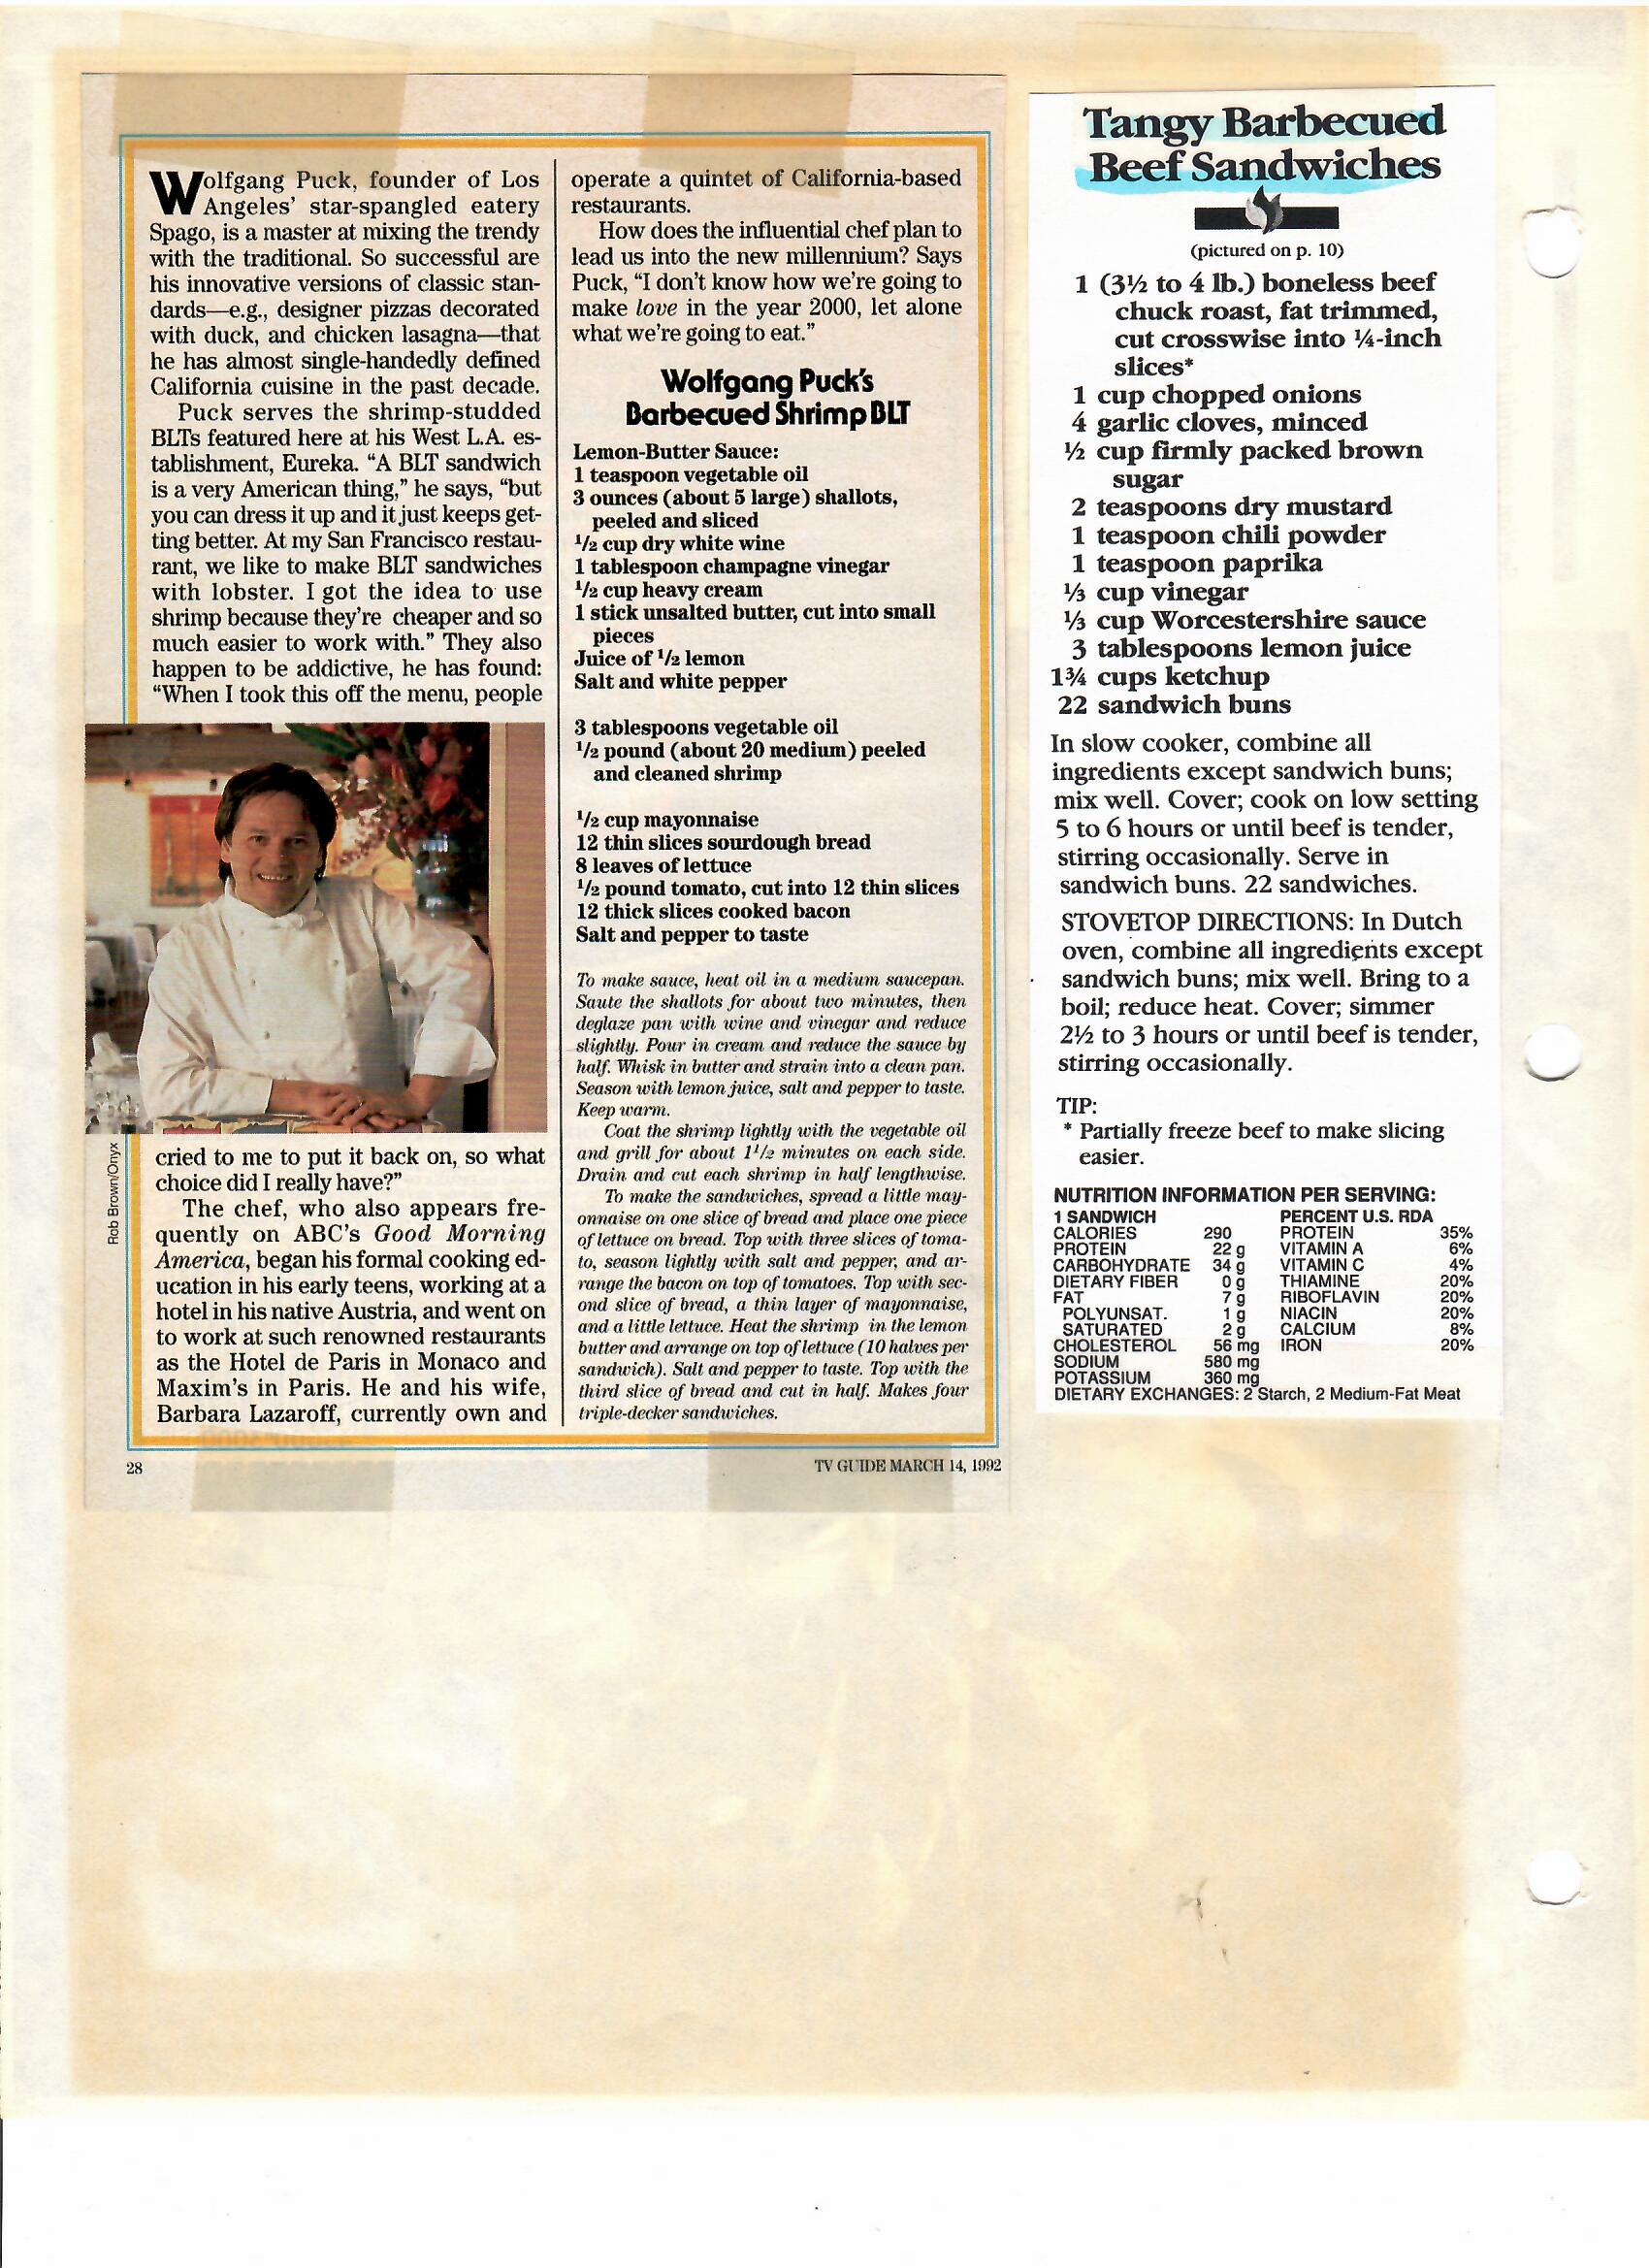 Wolfgang Puck, founder of Los
Angeles' star-spangled eatery
Spago, is a master at mixing the trendy
with the traditional. So successful are
his innovative versions of classic stan-
dards—e.g., designer pizzas decorated
with duck, and chicken lasagna—that
he has almost single-handedly defined
California cuisine in the past decade.
Puck serves the shrimp-studded
BLTs featured here at his West L.A. es-
tablishment, Eureka. “A BLT sandwich
is a very American thing,” he says, “but
you can dress it up and it just keeps get-
ting better. At my San Francisco restau-
rant, we like to make BLT sandwiches
with lobster. I got the idea to use
shrimp because they're cheaper and so
much easier to work with.” They also
happen to be addictive, he has found:
“When I took this off the menu, people
Rob Brown/Onyx
cried to me to put it back on, so what
choice did I really have?”
The chef, who also appears fre-
quently on ABC's Good Morning
America, began his formal cooking ed-
ucation in his early teens, working at a
hotel in his native Austria, and went on
to work at such renowned restaurants
as the Hotel de Paris in Monaco and
Maxim's in Paris. He and his wife,
Barbara Lazaroff, currently own and
operate a quintet of California-based
restaurants.
How does the influential chef plan to
lead us into the new millennium? Says
Puck, “I don't know how we're going to
make love in the year 2000, let alone
what we're going to eat.”
Wolfgang Puck's
Barbecued Shrimp BLT
Lemon-Butter Sauce:
1 teaspoon vegetable oil
3 ounces (about 5 large) shallots,
peeled and sliced
1/2 cup dry white wine
1 tablespoon champagne vinegar
1/2 cup heavy cream
1 stick unsalted butter, cut into small
pieces
Juice of 1/2 lemon
Salt and white pepper
3 tablespoons vegetable oil
1/2 pound (about 20 medium) peeled
and cleaned shrimp
1/2 cup mayonnaise
12 thin slices sourdough bread
8 leaves of lettuce
1/2 pound tomato, cut into 12 thin slices
12 thick slices cooked bacon
Salt and pepper to taste
To make sauce, heat oil in a medium saucepan.
Saute the shallots for about two minutes, then
deglaze pan with wine and vinegar and reduce
slightly. Pour in cream and reduce the sauce by
half. Whisk in butter and strain into a clean pan.
Season with lemon juice, salt and pepper to taste.
Keep warm.
Coat the shrimp lightly with the vegetable oil
and grill for about 1 1/2 minutes on each side.
Drain and cut each shrimp in half lengthwise.
To make the sandwiches, spread a little may-
onnaise on one slice of bread and place one piece
of lettuce on bread. Top with three slices of toma-
to, season lightly with salt and pepper, and ar-
range the bacon on top of tomatoes. Top with sec-
ond slice of bread, a thin layer of mayonnaise,
and a little lettuce. Heat the shrimp in the lemon
butter and arrange on top of lettuce (10 halves per
sandwich). Salt and pepper to taste. Top with the
third slice of bread and cut in half. Makes four
triple-decker sandwiches.
28
TV GUIDE MARCH 14, 1992
Tangy Barbecued
Beef Sandwiches
(pictured on p. 10)
1 (3½ to 4 lb.) boneless beef
chuck roast, fat trimmed,
cut crosswise into ¼-inch
slices*
1 cup chopped onions
4 garlic cloves, minced
½ cup firmly packed brown
sugar
2 teaspoons dry mustard
1 teaspoon chili powder
1 teaspoon paprika
⅓ cup vinegar
⅓ cup Worcestershire sauce
3 tablespoons lemon juice
1¾ cups ketchup
22 sandwich buns
In slow cooker, combine all
ingredients except sandwich buns;
mix well. Cover; cook on low setting
5 to 6 hours or until beef is tender,
stirring occasionally. Serve in
sandwich buns. 22 sandwiches.
STOVETOP DIRECTIONS: In Dutch
oven, combine all ingredients except
sandwich buns; mix well. Bring to a
boil; reduce heat. Cover; simmer
2½ to 3 hours or until beef is tender,
stirring occasionally.
TIP:
* Partially freeze beef to make slicing
easier.
NUTRITION INFORMATION PER SERVING:
1 SANDWICH PERCENT U.S. RDA
CALORIES 290 PROTEIN 35%
PROTEIN 22 g VITAMIN A 6%
CARBOHYDRATE 34 g VITAMIN C 4%
DIETARY FIBER 0 g THIAMINE 20%
FAT 7 g RIBOFLAVIN 20%
POLYUNSAT. 1 g NIACIN 20%
SATURATED 2 g CALCIUM 8%
CHOLESTEROL 56 mg IRON 20%
SODIUM 580 mg
POTASSIUM 360 mg
DIETARY EXCHANGES: 2 Starch, 2 Medium-Fat Meat